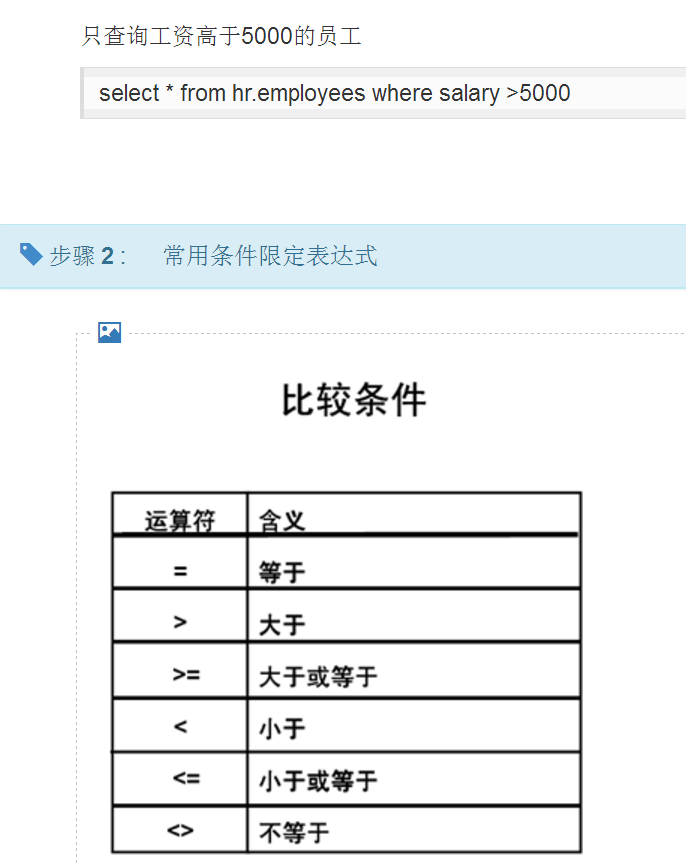 只查询工资高于5000的员工
select * from hr.employees where salary >5000
步骤 2 : 常用条件限定表达式
比较条件
运算符 含义
= 等于
> 大于
>= 大于或等于
< 小于
<= 小于或等于
<> 不等于